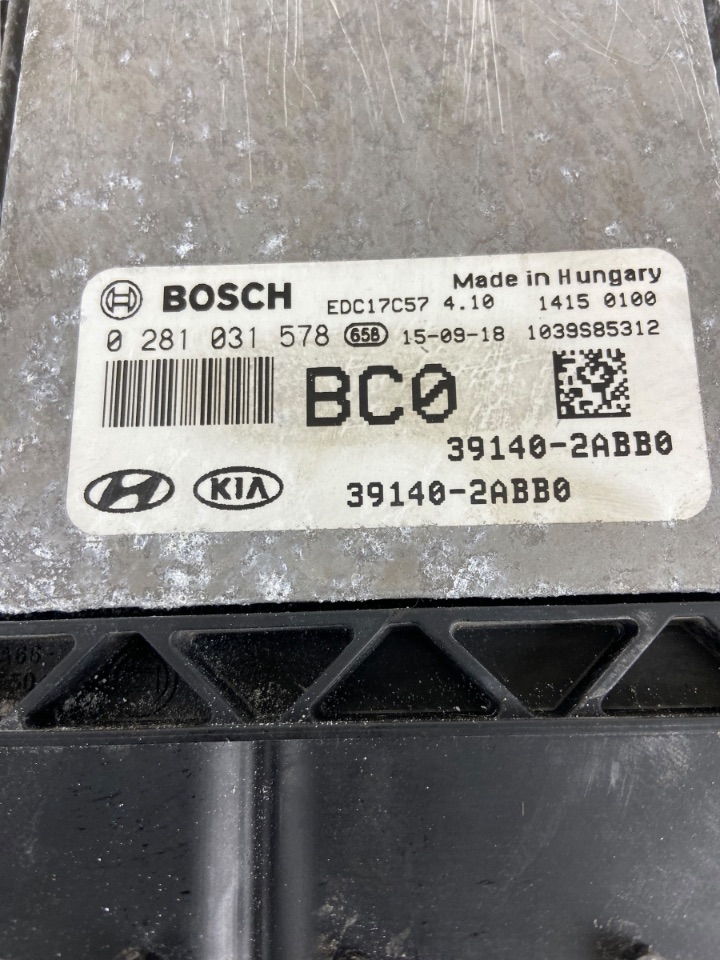 BOSCH Made in Hungary
EDC17C57 4.10 1415 0100
0 281 031 578 658 15-09-18 1039S85312
BC0
39140-2ABB0
KIA 39140-2ABB0